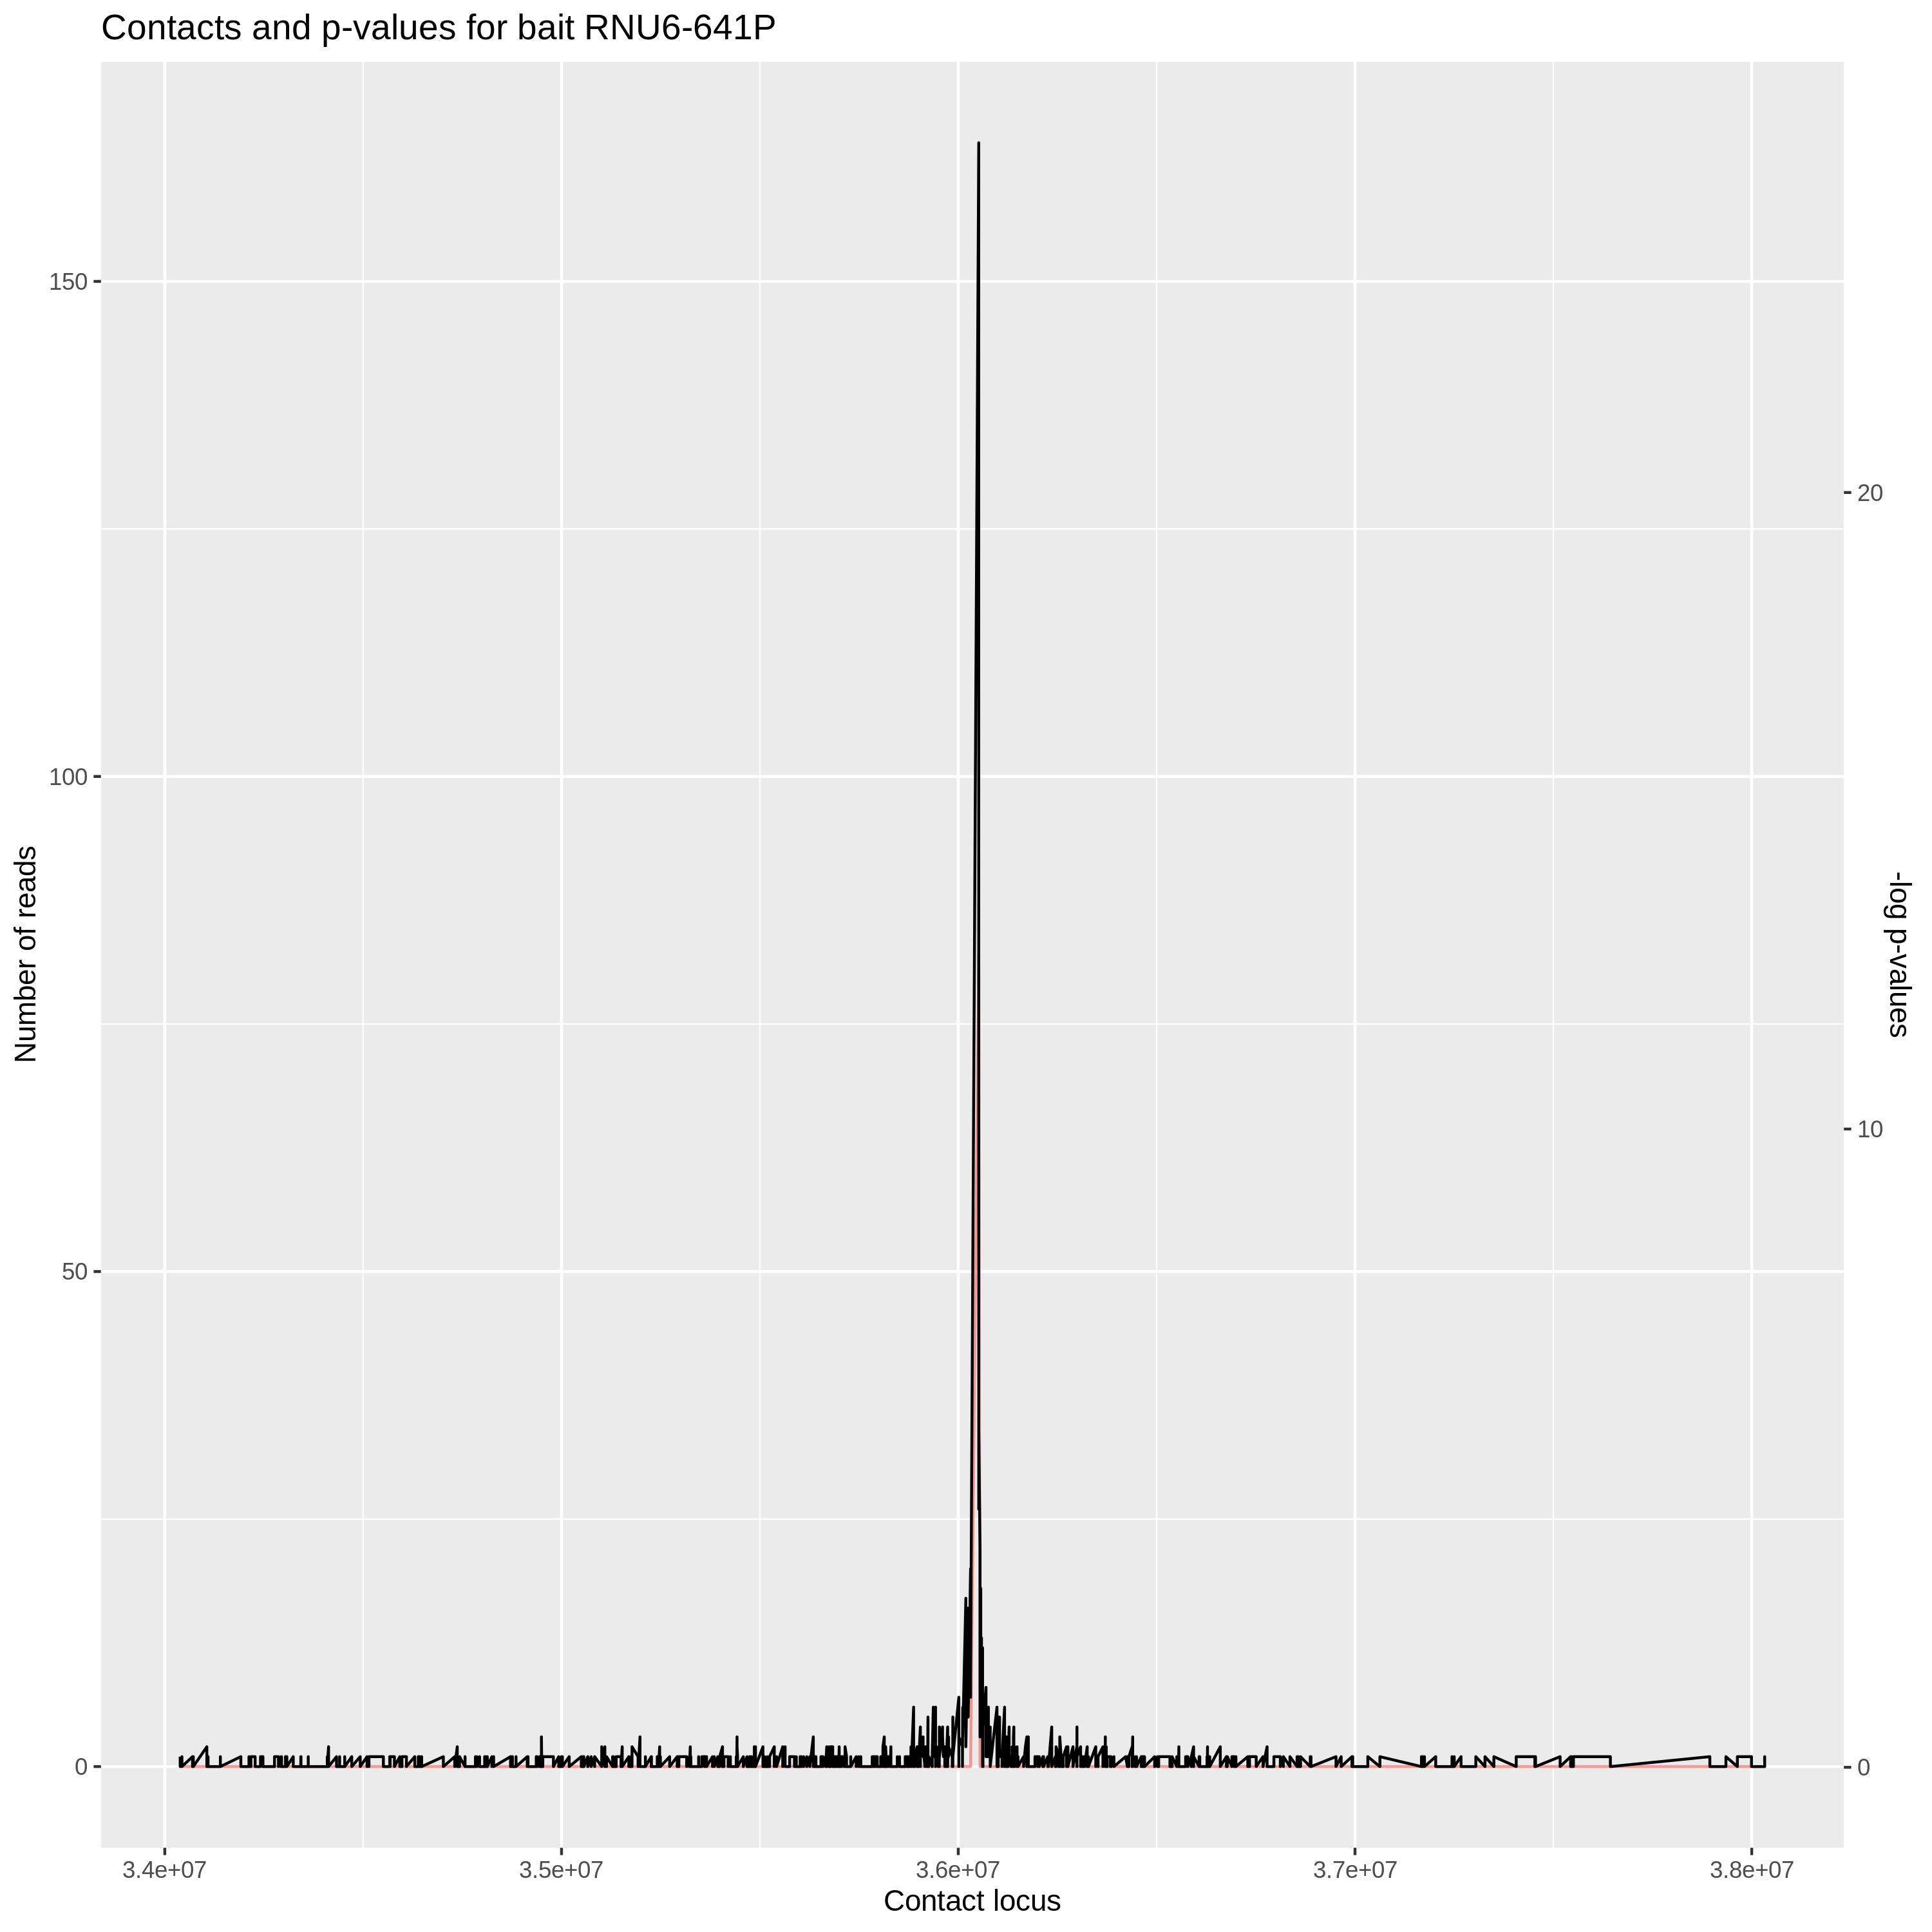 Contacts and p-values for bait RNU6-641P
150
100
50
0
Number of reads
20
10
0
-log p-values
3.4e+07
3.5e+07
3.6e+07
3.7e+07
3.8e+07
Contact locus